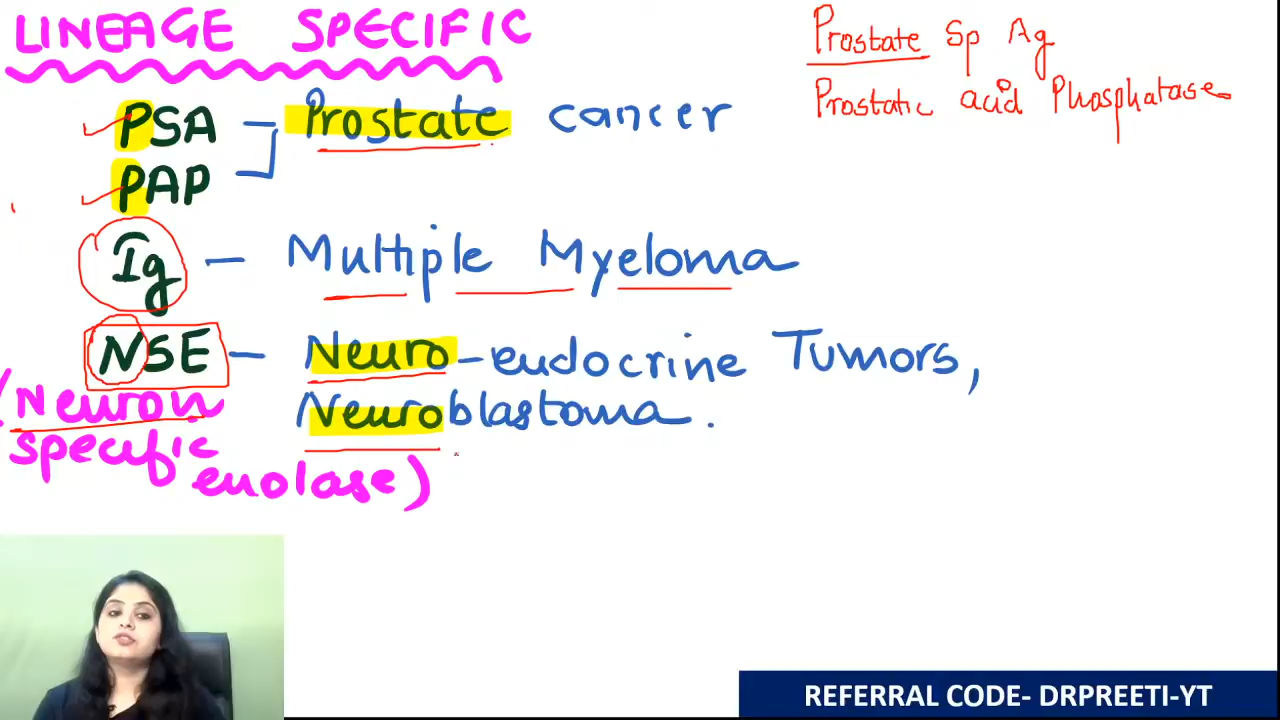 LINEAGE SPECIFIC
Prostate Sp Ag
Prostatic acid Phosphatase
PSA - Prostate cancer
PAP
Ig - Multiple Myeloma
NSE - Neuro-endocrine Tumors,
Neuroblastoma.
(Neuron
specific
enolase)
REFERRAL CODE- DRPREETI-YT